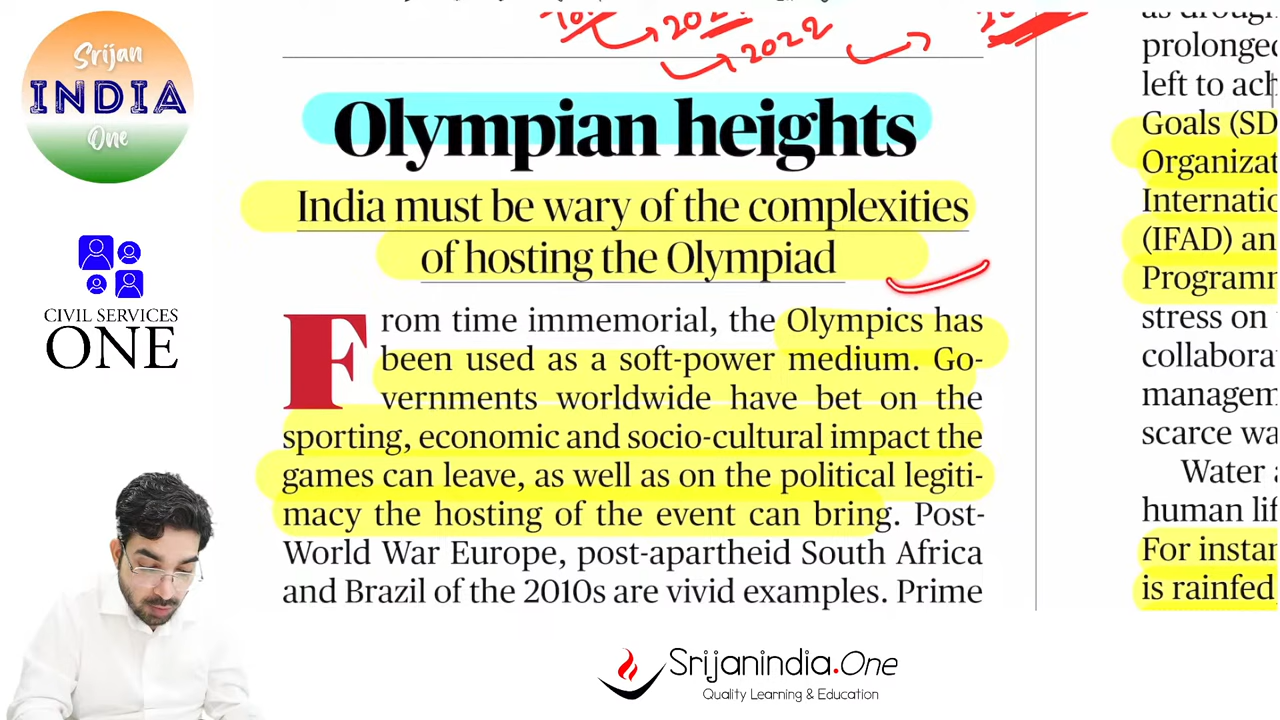 2022
Srijan
INDIA
One
CIVIL SERVICES
ONE
Olympian heights
India must be wary of the complexities
of hosting the Olympiad
From time immemorial, the Olympics has
been used as a soft-power medium. Go-
vernments worldwide have bet on the
sporting, economic and socio-cultural impact the
games can leave, as well as on the political legiti-
macy the hosting of the event can bring. Post-
World War Europe, post-apartheid South Africa
and Brazil of the 2010s are vivid examples. Prime
prolonged
left to
Goals (SD
Organizat
Internatio
(IFAD) an
Programm
stress on
collabora
managem
scarce wa
Water
human lif
For instan
is rainfed,
Srijanindia.One
Quality Learning & Education